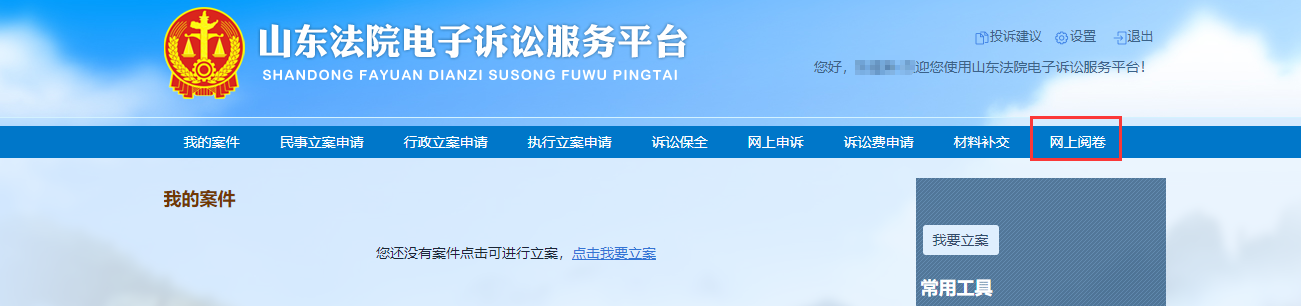 山东法院电子诉讼服务平台
SHANDONG FAYUAN DIANZI SUSONG FUWU PINGTAI
投诉建议 设置 退出
您好, 迎您使用山东法院电子诉讼服务平台!
我的案件 民事立案申请 行政立案申请 执行立案申请 诉讼保全 网上申诉 诉讼费申请 材料补交 网上阅卷
我的案件
您还没有案件点击可进行立案, 点击我要立案
我要立案
常用工具